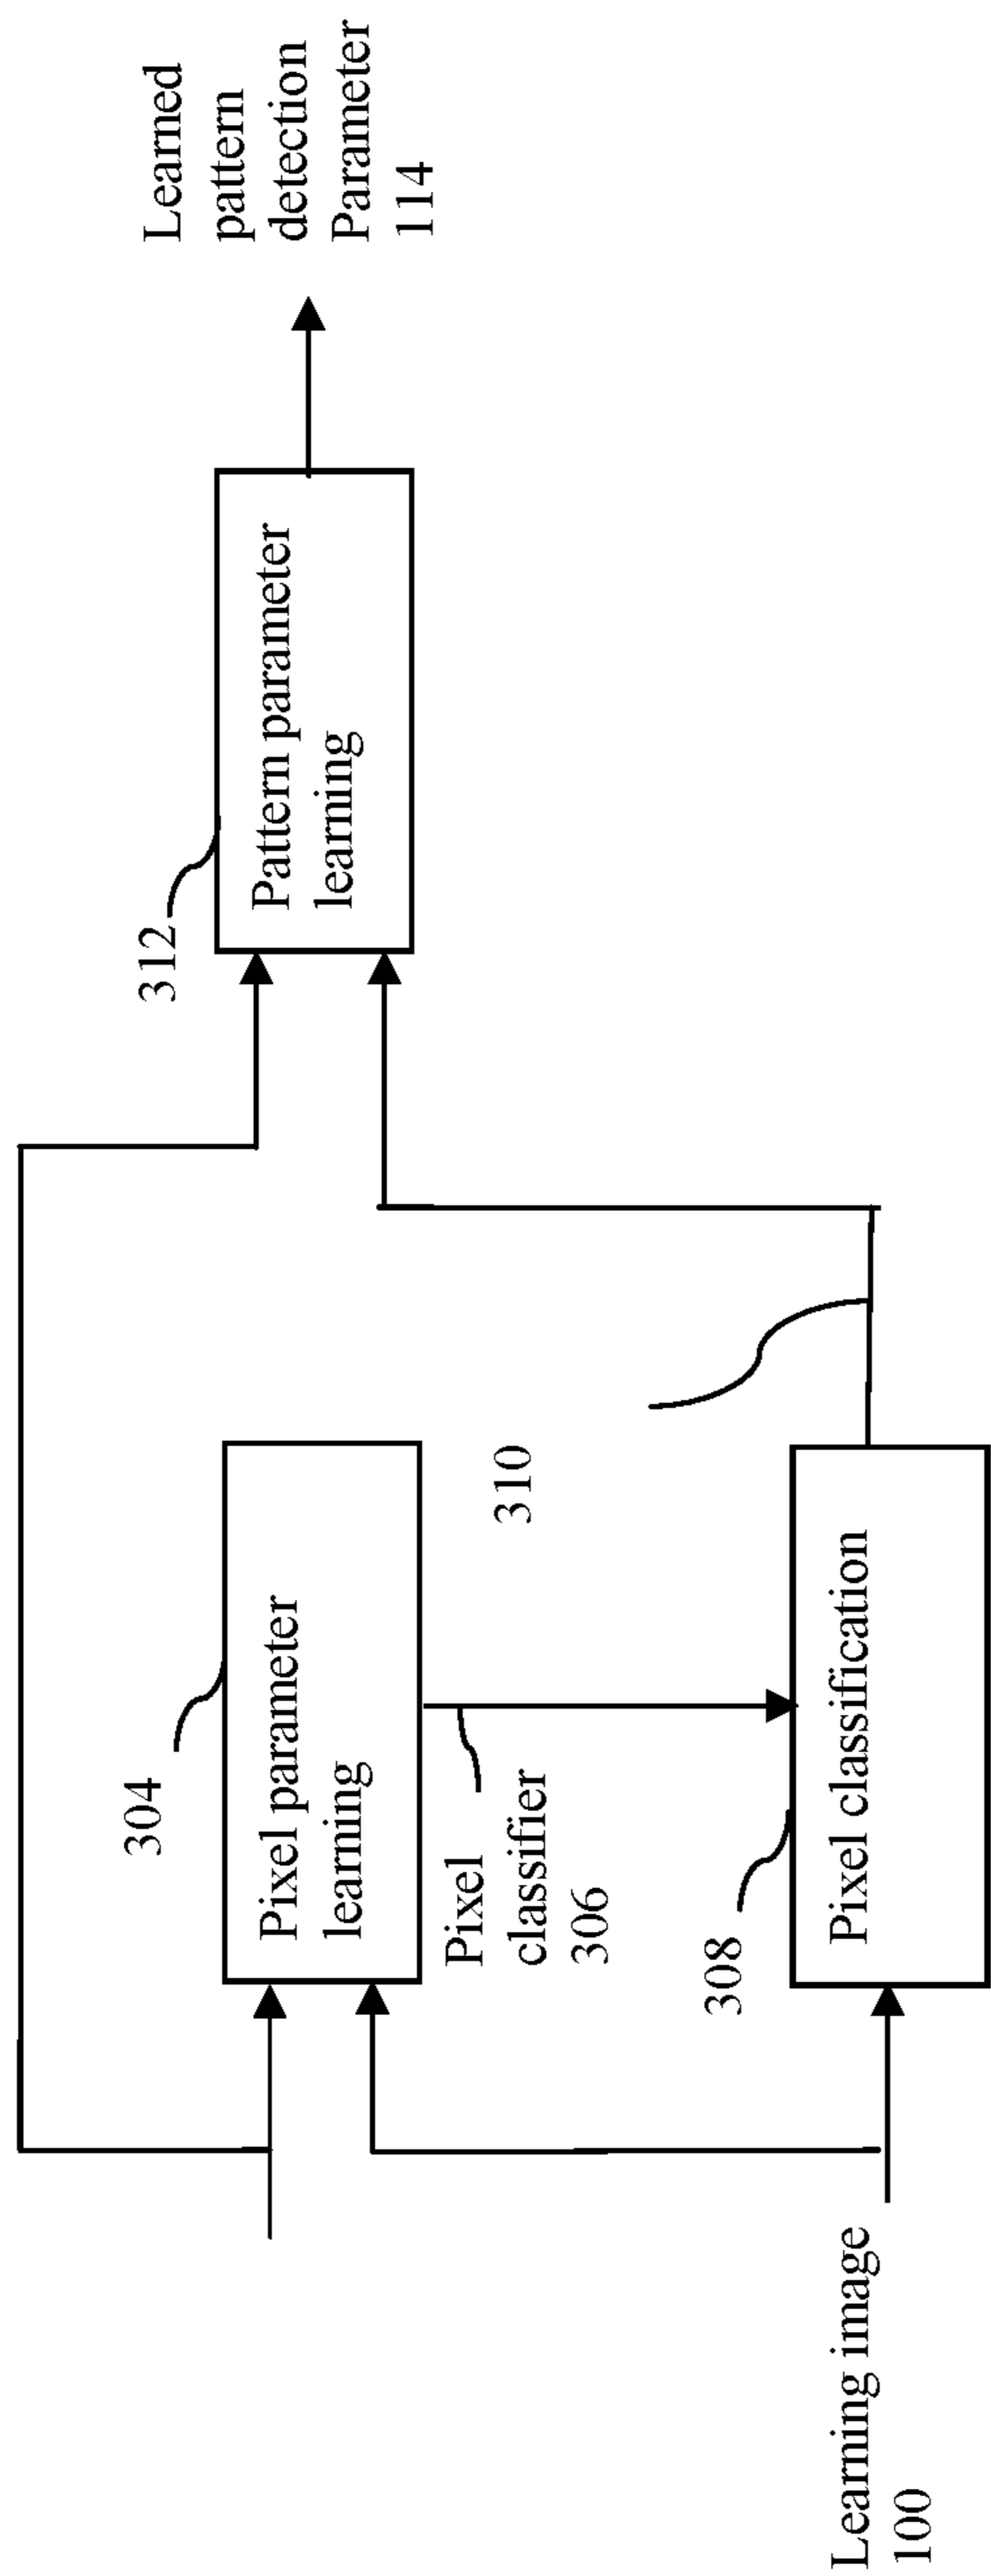 304
Pixel parameter
learning
Pixel
classifier
306
310
Learning image
100
308
Pixel classification
312
Pattern parameter
learning
Learned
pattern
detection
Parameter
114